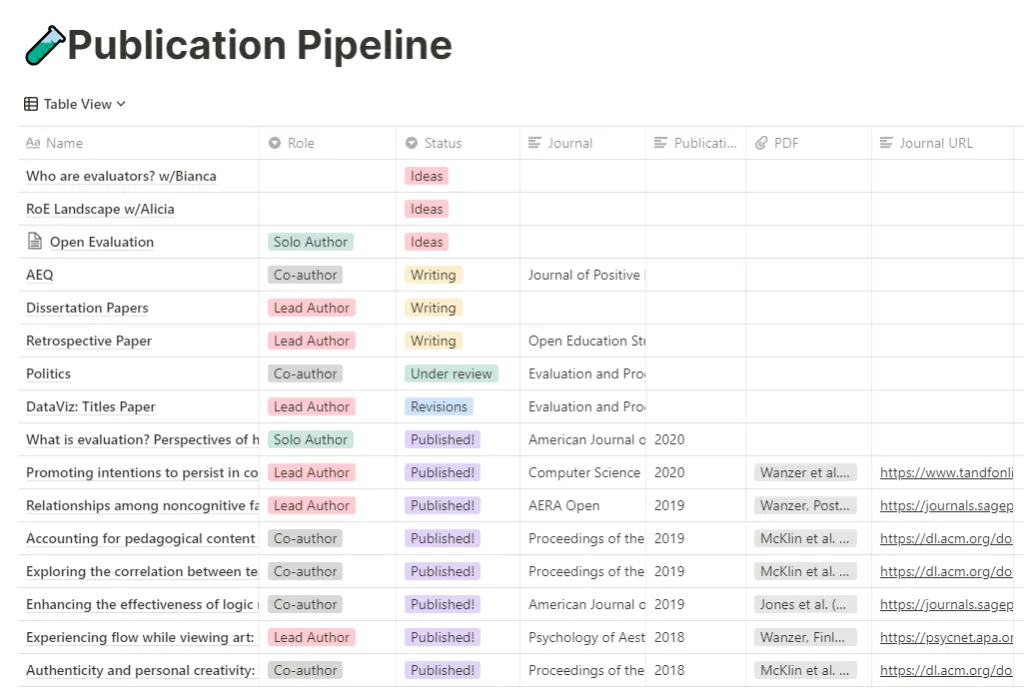 Publication Pipeline
Table View
Aa Name Role Status Journal Publicati... PDF Journal URL
Who are evaluators? w/Bianca Ideas
RoE Landscape w/Alicia Ideas
Open Evaluation Solo Author Ideas
AEQ Co-author Writing Journal of Positive
Dissertation Papers Lead Author Writing
Retrospective Paper Lead Author Writing Open Education
Politics Co-author Under review Evaluation and
DataViz: Titles Paper Lead Author Revisions Evaluation and
What is evaluation? Perspectives of Solo Author Published! American Journal 2020
Promoting intentions to persist in Lead Author Published! Computer Science 2020 Wanzer et al.... https://www.tandfonli
Relationships among noncognitive Lead Author Published! AERA Open 2019 Wanzer, Post... https://journals.sagep
Accounting for pedagogical content Co-author Published! Proceedings of the 2019 McKlin et al. ... https://dl.acm.org/do
Exploring the correlation between Co-author Published! Proceedings of the 2019 McKlin et al. ... https://dl.acm.org/do
Enhancing the effectiveness of logic Co-author Published! American Journal 2019 Jones et al. (... https://journals.sagep
Experiencing flow while viewing art: Lead Author Published! Psychology of Aest 2018 Wanzer, Finl... https://psycnet.apa.or
Authenticity and personal creativity: Co-author Published! Proceedings of the 2018 McKlin et al. ... https://dl.acm.org/do